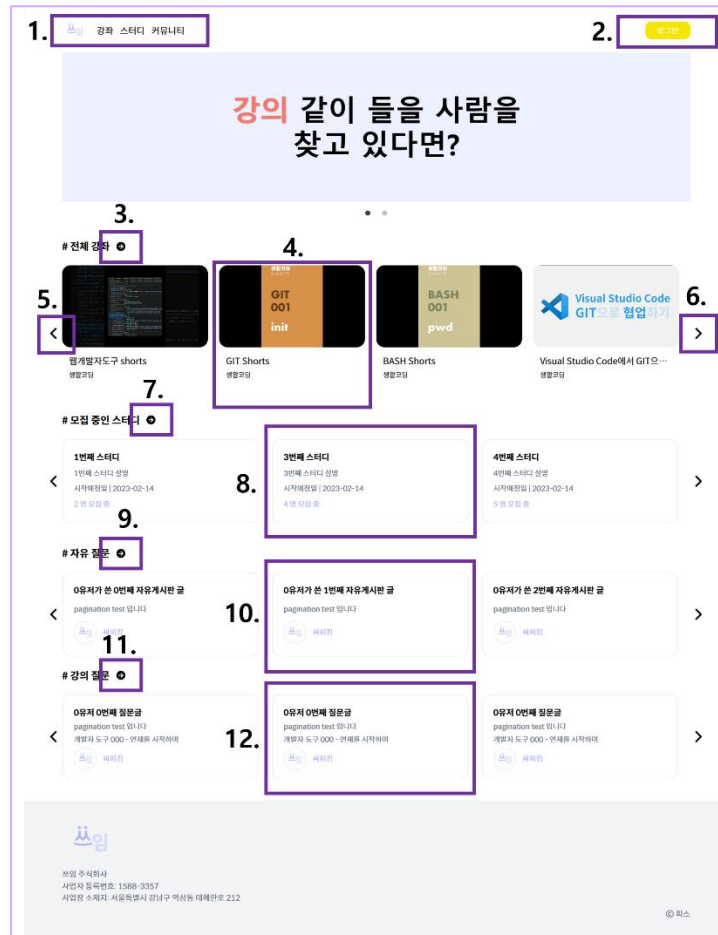 1.
쓰임 강좌 스터디 커뮤니티
2.
로그인
강의 같이 들을 사람을
찾고 있다면?
3.
# 전체 강좌
4.
5.
GIT
001
init
BASH
001
pwd
Visual Studio Code
GIT으로 협업하기
6.
웹개발자도구 shorts
생활코딩
GIT Shorts
생활코딩
BASH Shorts
생활코딩
Visual Studio Code에서 GIT으⋯
생활코딩
7.
# 모집 중인 스터디
1번째 스터디
1번째 스터디 설명
시작예정일 | 2023-02-14
2 명 모집 중
8.
3번째 스터디
3번째 스터디 설명
시작예정일 | 2023-02-14
4 명 모집 중
4번째 스터디
4번째 스터디 설명
시작예정일 | 2023-02-14
5 명 모집 중
9.
# 자유 질문
0유저가 쓴 0번째 자유게시판 글
pagination test 입니다
쓰임
10.
0유저가 쓴 1번째 자유게시판 글
pagination test 입니다
쓰임
0유저가 쓴 2번째 자유게시판 글
pagination test 입니다
쓰임
11.
# 강의 질문
0유저 0번째 질문글
pagination test 입니다
개발자 도구 000 - 연재를 시작하며
쓰임
12.
0유저 0번째 질문글
pagination test 입니다
개발자 도구 000 - 연재를 시작하며
쓰임
0유저 0번째 질문글
pagination test 입니다
개발자 도구 000 - 연재를 시작하며
쓰임
쓰임
쓰임 주식회사
사업자 등록번호: 1588-3357
사업장 소재지: 서울특별시 강남구 역삼동 테헤란로 212
© 피스